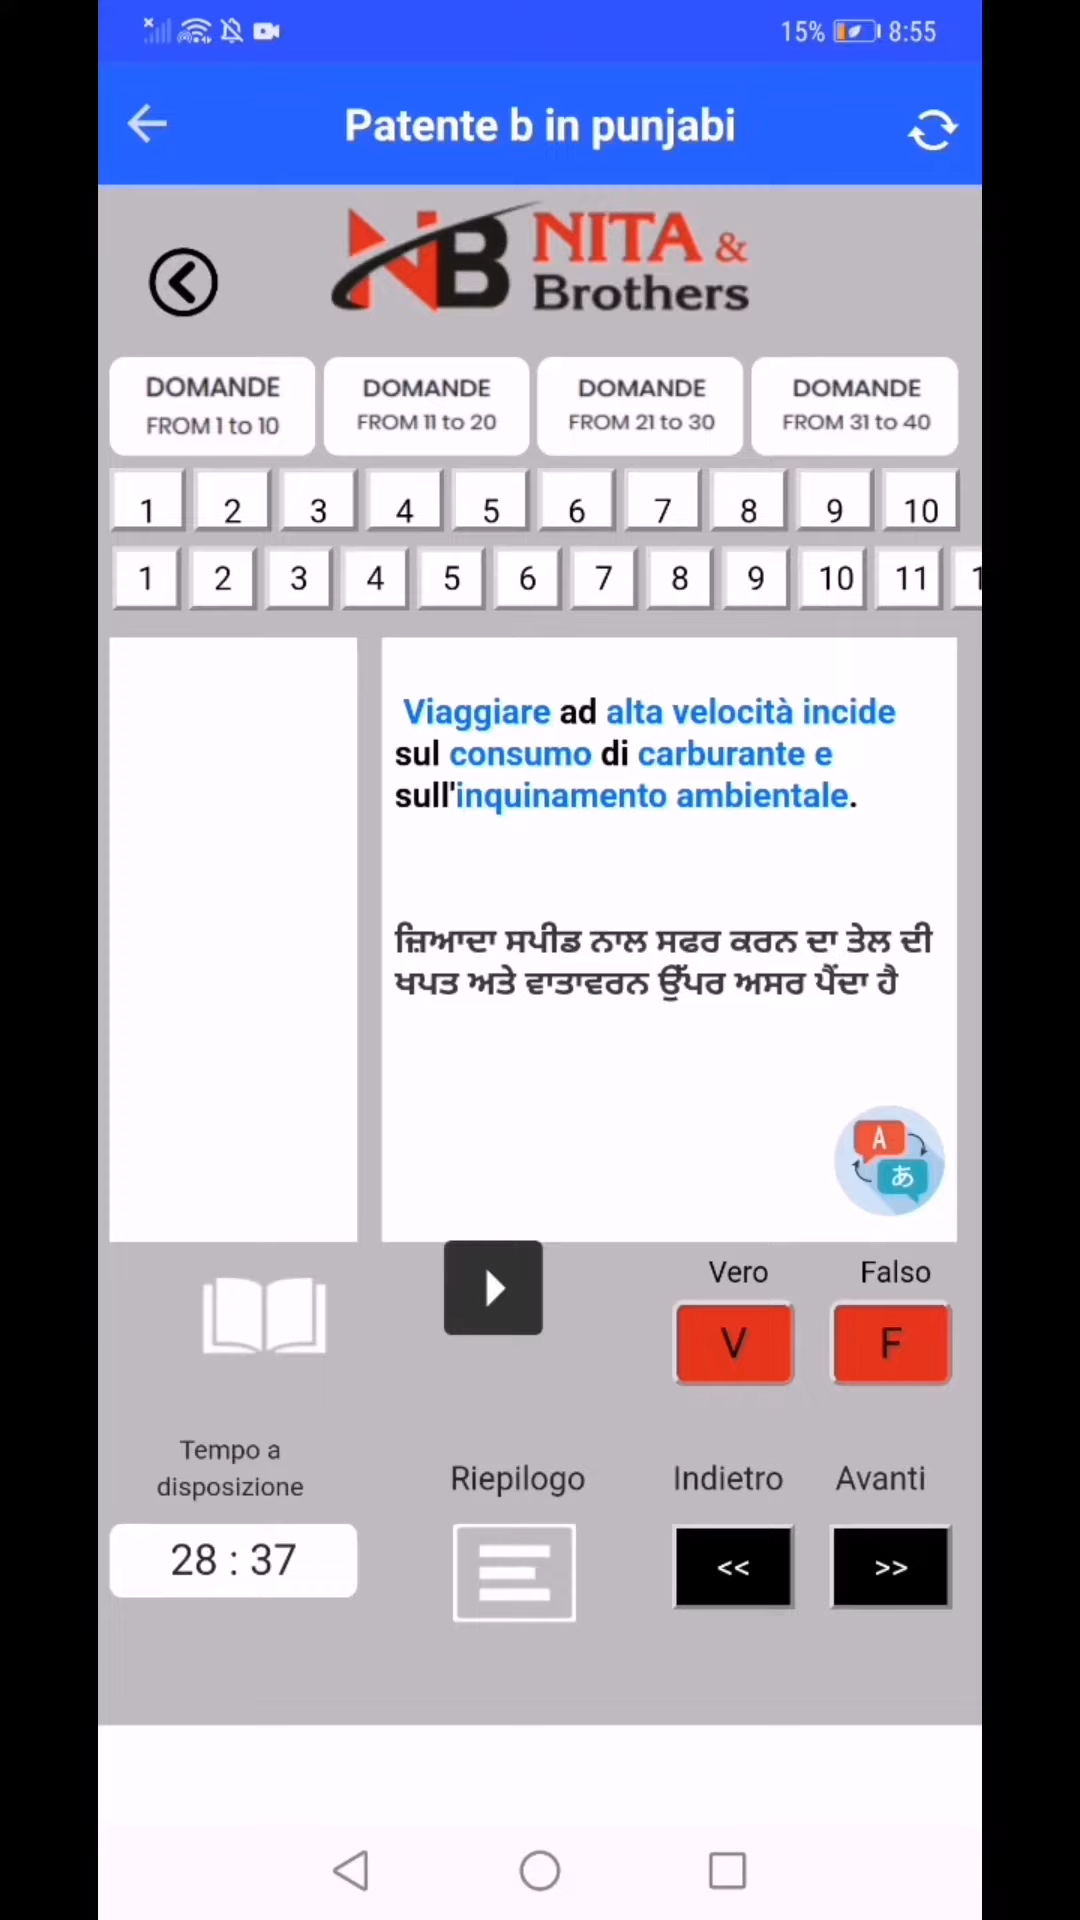 15% 8:55
Patente b in punjabi
NB NITA &
Brothers
DOMANDE DOMANDE DOMANDE DOMANDE
FROM 1 to 10 FROM 11 to 20 FROM 21 to 30 FROM 31 to 40
1 2 3 4 5 6 7 8 9 10
1 2 3 4 5 6 7 8 9 10 11
Viaggiare ad alta velocità incide
sul consumo di carburante e
sull'inquinamento ambientale.
ਜ਼ਿਆਦਾ ਸਪੀਡ ਨਾਲ ਸਫਰ ਕਰਨ ਦਾ ਤੇਲ ਦੀ
ਖਪਤ ਅਤੇ ਵਾਤਾਵਰਨ ਉੱਪਰ ਅਸਰ ਪੈਂਦਾ ਹੈ
A
あ
Vero Falso
V F
Tempo a
disposizione
Riepilogo Indietro Avanti
28 : 37
<< >>